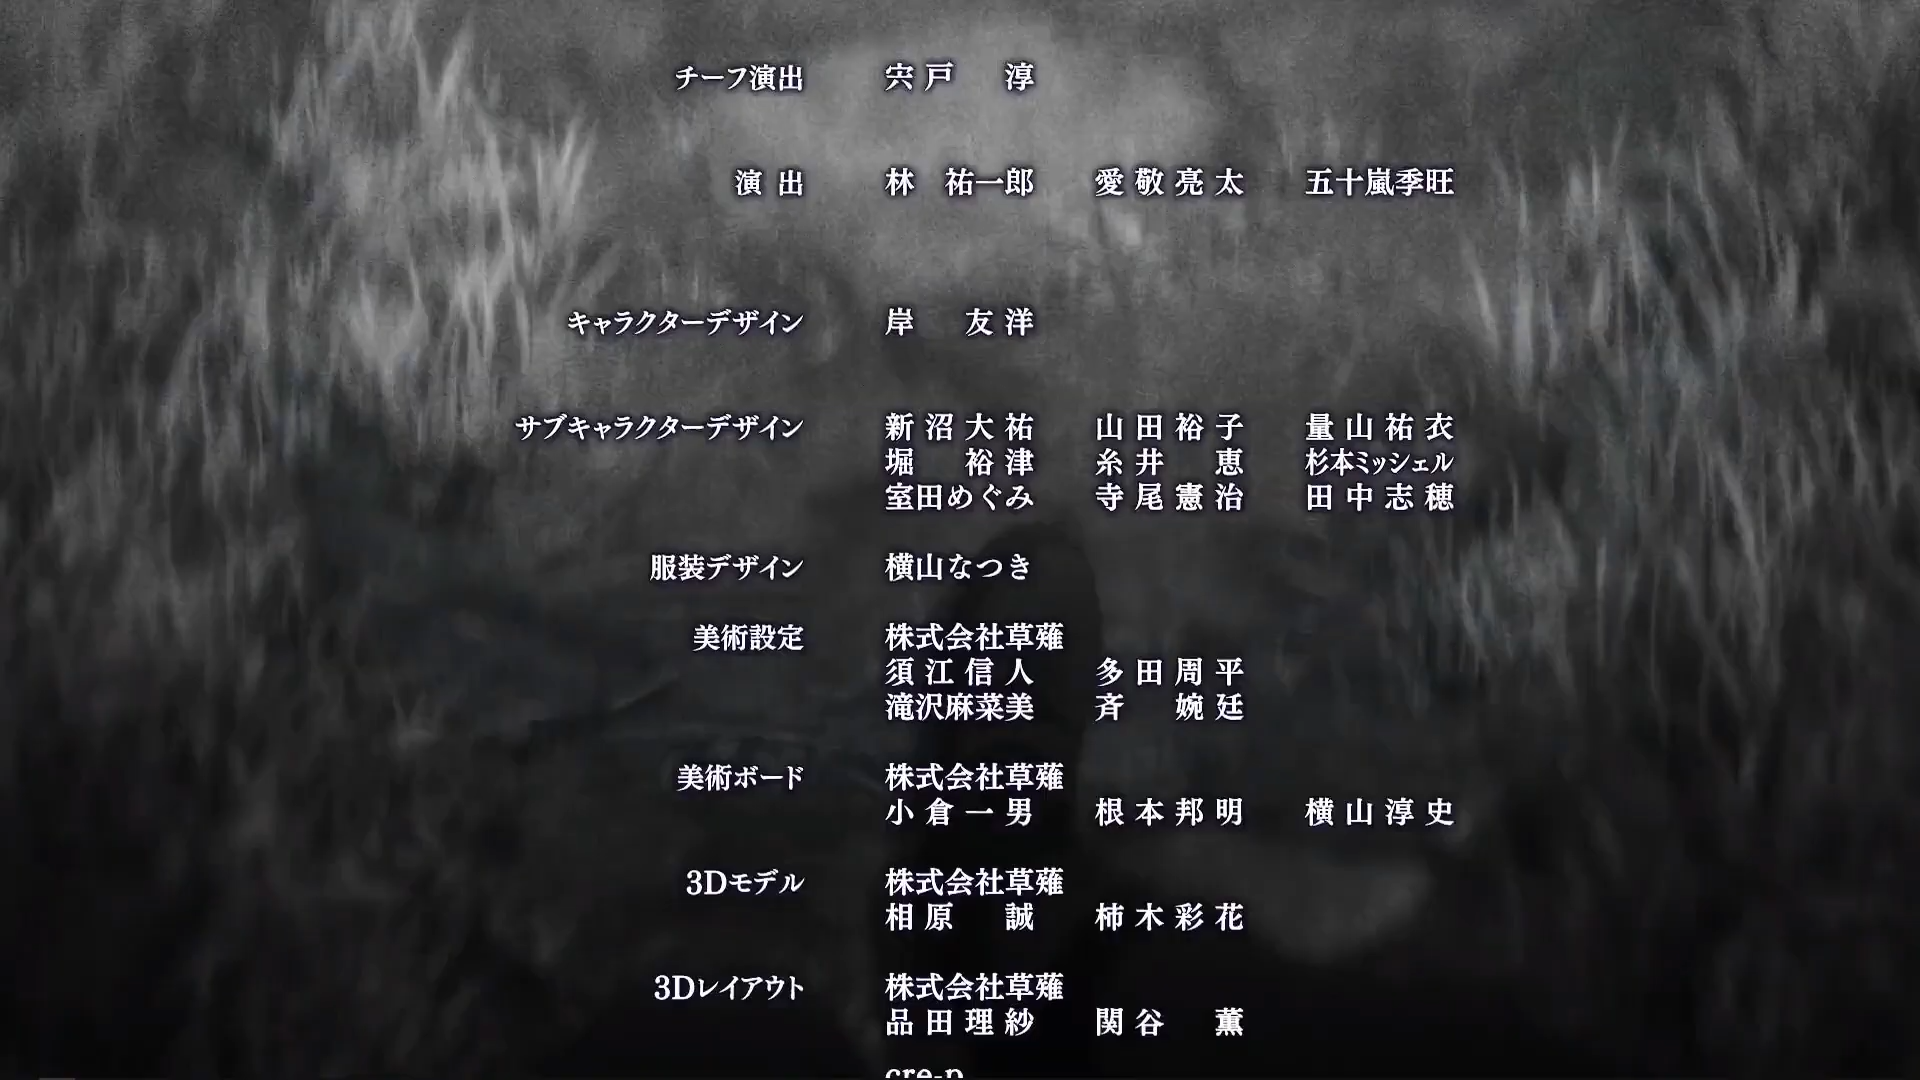 チーフ演出 宍戸 淳
演出 林 祐一郎 愛敬亮太 五十嵐季旺
キャラクターデザイン 岸 友洋
サブキャラクターデザイン 新沼大祐 山田裕子 量山祐衣
堀 裕津 糸井 恵 杉本ミッシェル
室田めぐみ 寺尾憲治 田中志穂
服装デザイン 横山なつき
美術設定 株式会社草薙
須江信人 多田周平
滝沢麻菜美 斉 婉廷
美術ボード 株式会社草薙
小倉一男 根本邦明 横山淳史
3Dモデル 株式会社草薙
相原 誠 柿木彩花
3Dレイアウト 株式会社草薙
品田理紗 関谷 薫
cre-p